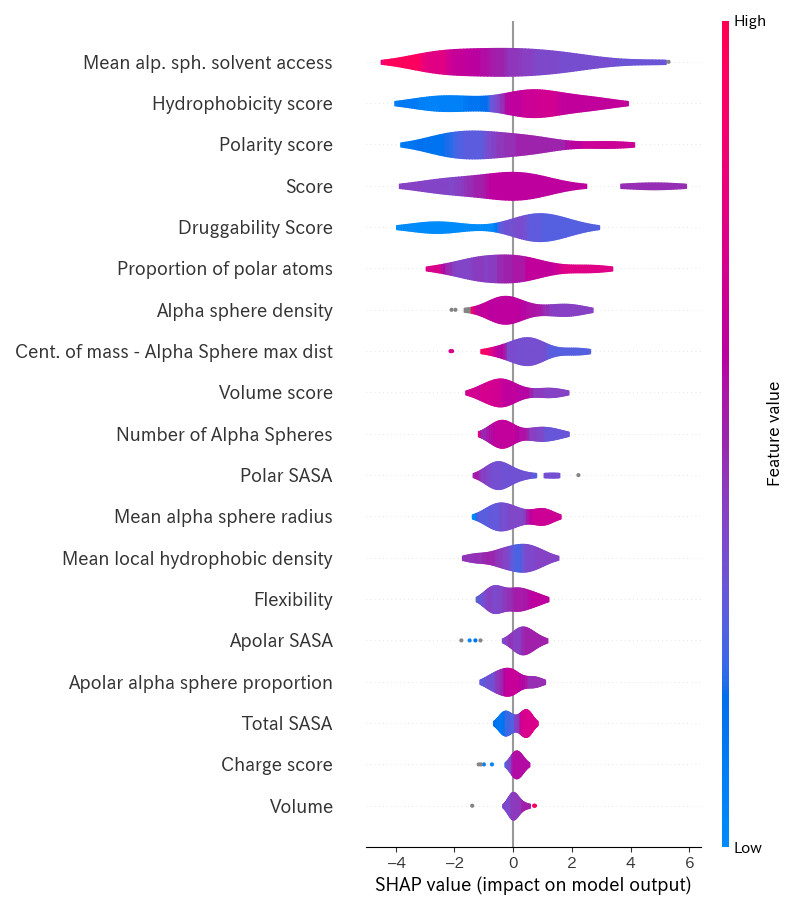 High
Mean alp. sph. solvent access
Hydrophobicity score
Polarity score
Score
Druggability Score
Proportion of polar atoms
Alpha sphere density
Cent. of mass - Alpha Sphere max dist
Volume score
Number of Alpha Spheres
Polar SASA
Mean alpha sphere radius
Mean local hydrophobic density
Flexibility
Apolar SASA
Apolar alpha sphere proportion
Total SASA
Charge score
Volume
Feature value
Low
−4 −2 0 2 4 6
SHAP value (impact on model output)